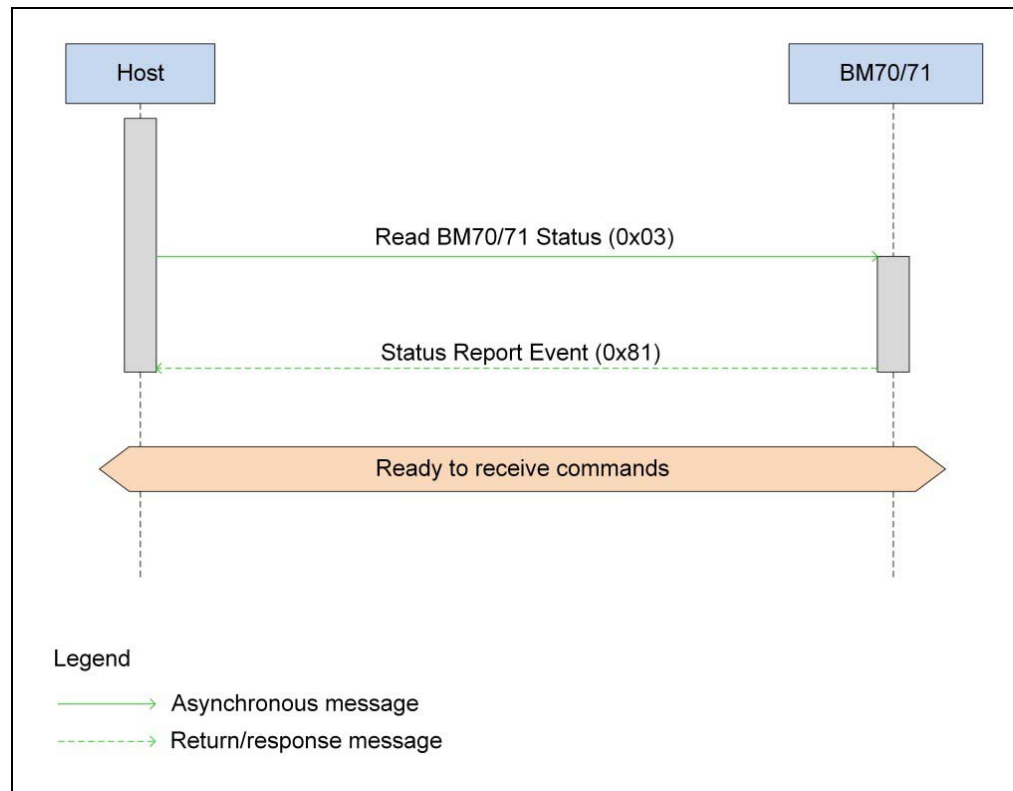 Host
BM70/71
Read BM70/71 Status (0x03)
Status Report Event (0x81)
Ready to receive commands
Legend
Asynchronous message
Return/response message